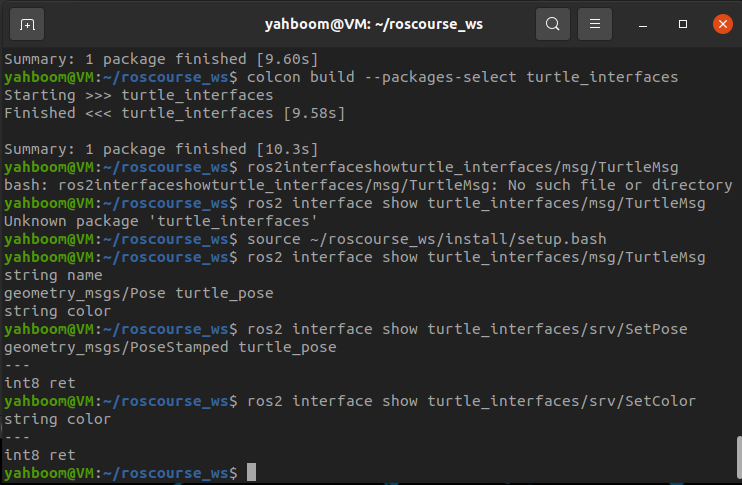 yahboom@VM: ~/roscourse_ws
Summary: 1 package finished [9.60s]
yahboom@VM:~/roscourse_ws$ colcon build --packages-select turtle_interfaces
Starting >>> turtle_interfaces
Finished <<< turtle_interfaces [9.58s]
Summary: 1 package finished [10.3s]
yahboom@VM:~/roscourse_ws$ ros2interfaceshowturtle_interfaces/msg/TurtleMsg
bash: ros2interfaceshowturtle_interfaces/msg/TurtleMsg: No such file or directory
yahboom@VM:~/roscourse_ws$ ros2 interface show turtle_interfaces/msg/TurtleMsg
Unknown package 'turtle_interfaces'
yahboom@VM:~/roscourse_ws$ source ~/roscourse_ws/install/setup.bash
yahboom@VM:~/roscourse_ws$ ros2 interface show turtle_interfaces/msg/TurtleMsg
string name
geometry_msgs/Pose turtle_pose
string color
yahboom@VM:~/roscourse_ws$ ros2 interface show turtle_interfaces/srv/SetPose
geometry_msgs/PoseStamped turtle_pose
---
int8 ret
yahboom@VM:~/roscourse_ws$ ros2 interface show turtle_interfaces/srv/SetColor
string color
---
int8 ret
yahboom@VM:~/roscourse_ws$